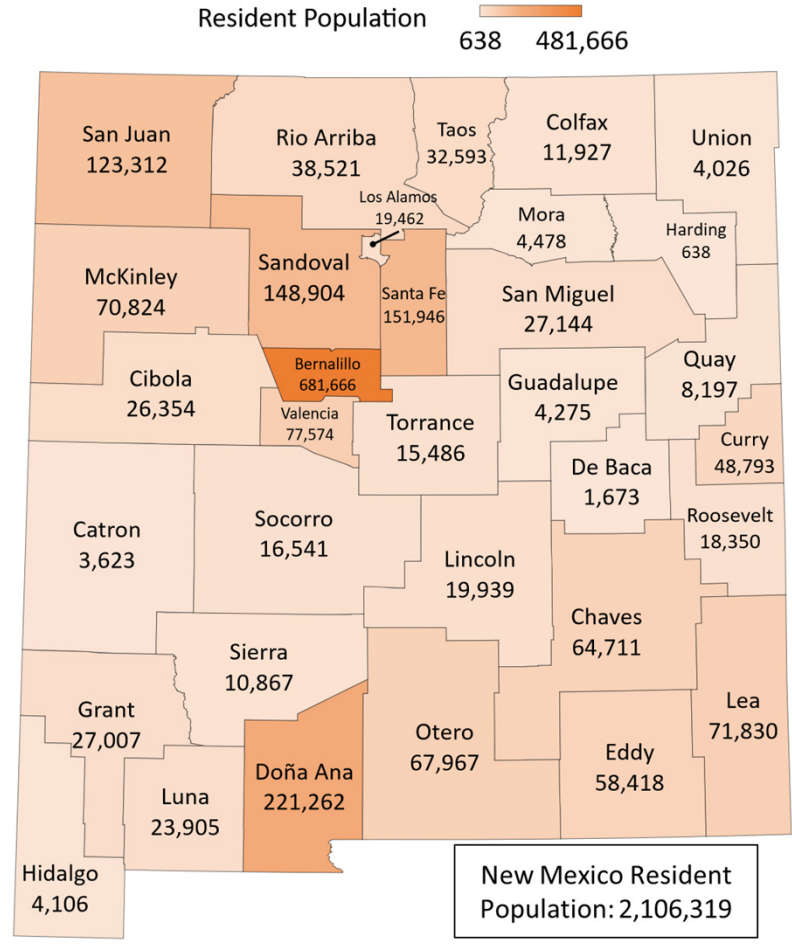 Resident Population
638 481,666
San Juan
123,312
Rio Arriba
38,521
Taos
32,593
Colfax
11,927
Union
4,026
Los Alamos
19,462
Mora
4,478
Harding
638
McKinley
70,824
Sandoval
148,904
Santa Fe
151,946
San Miguel
27,144
Bernalillo
681,666
Quay
8,197
Cibola
26,354
Valencia
77,574
Torrance
15,486
Guadalupe
4,275
Curry
48,793
De Baca
1,673
Roosevelt
18,350
Catron
3,623
Socorro
16,541
Lincoln
19,939
Chaves
64,711
Sierra
10,867
Grant
27,007
Otero
67,967
Lea
71,830
Eddy
58,418
Doña Ana
221,262
Luna
23,905
Hidalgo
4,106
New Mexico Resident
Population: 2,106,319